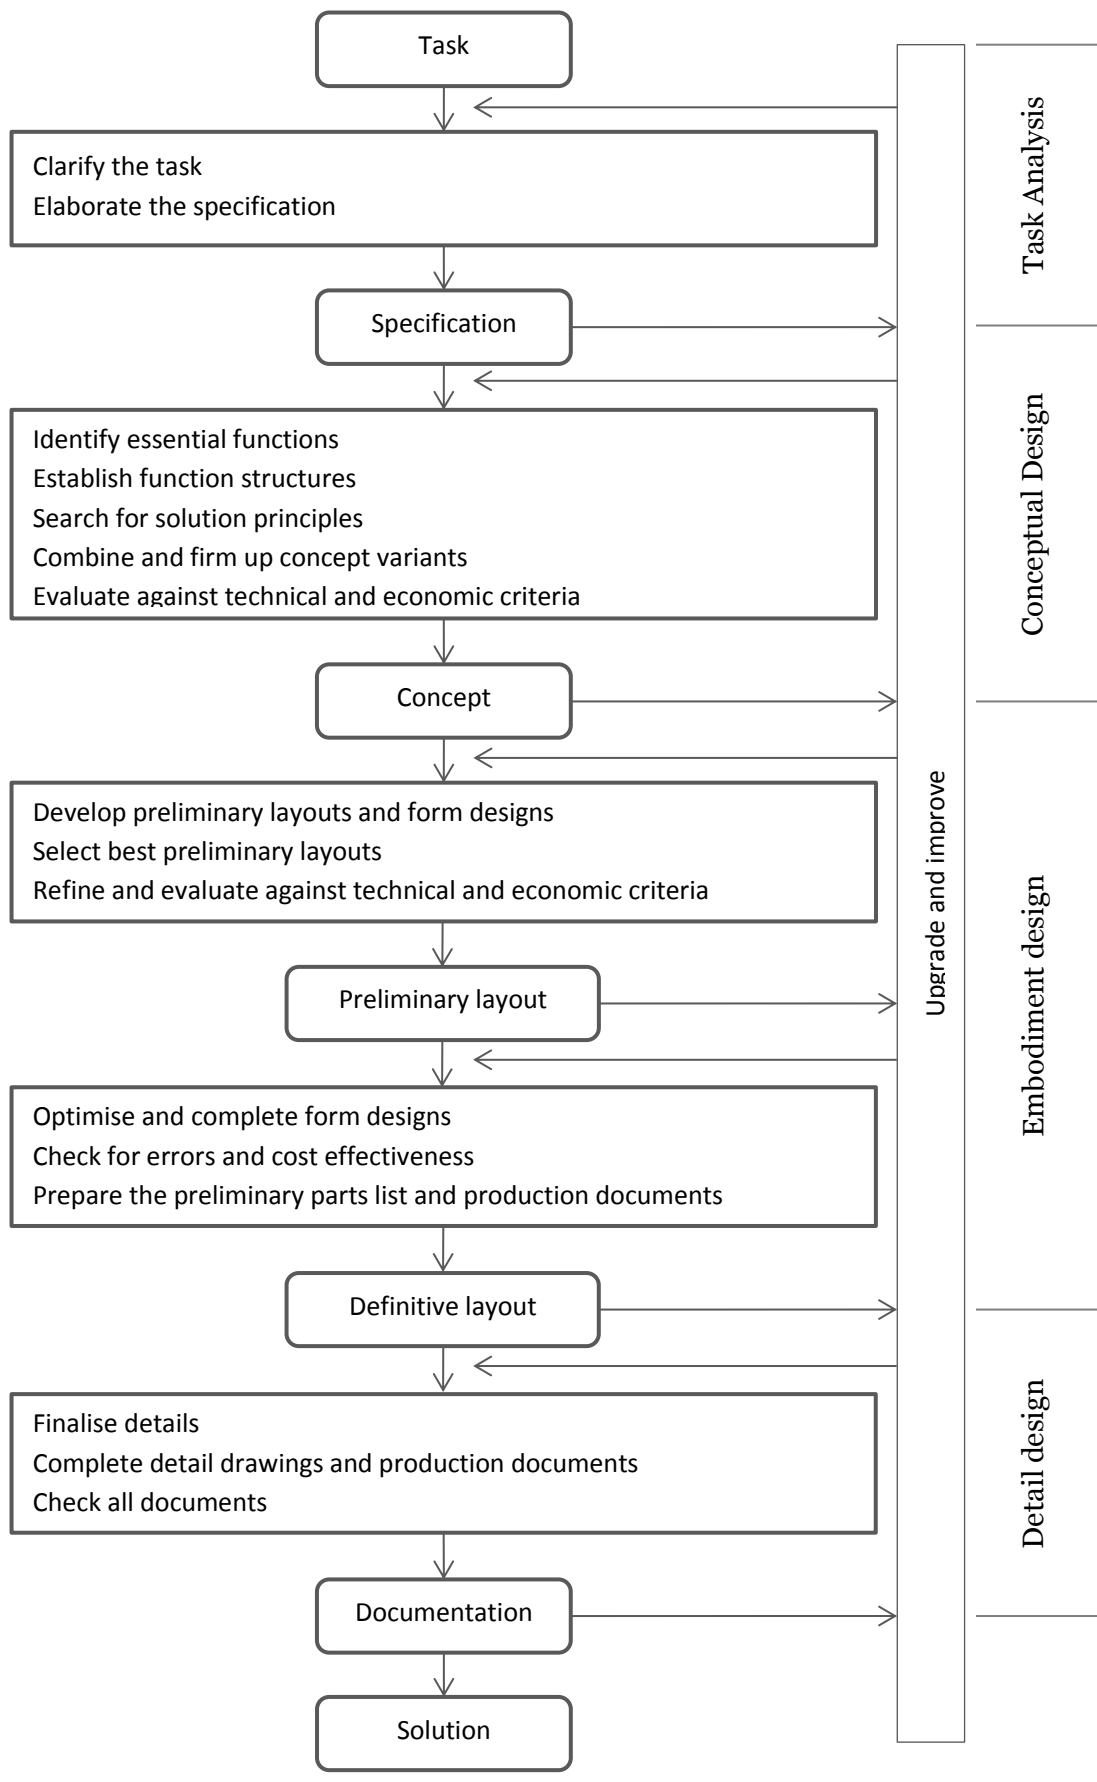 Task
Clarify the task
Elaborate the specification
Specification
Identify essential functions
Establish function structures
Search for solution principles
Combine and firm up concept variants
Evaluate against technical and economic criteria
Concept
Develop preliminary layouts and form designs
Select best preliminary layouts
Refine and evaluate against technical and economic criteria
Preliminary layout
Optimise and complete form designs
Check for errors and cost effectiveness
Prepare the preliminary parts list and production documents
Definitive layout
Finalise details
Complete detail drawings and production documents
Check all documents
Documentation
Solution
Upgrade and improve
Task Analysis
Conceptual Design
Embodiment design
Detail design